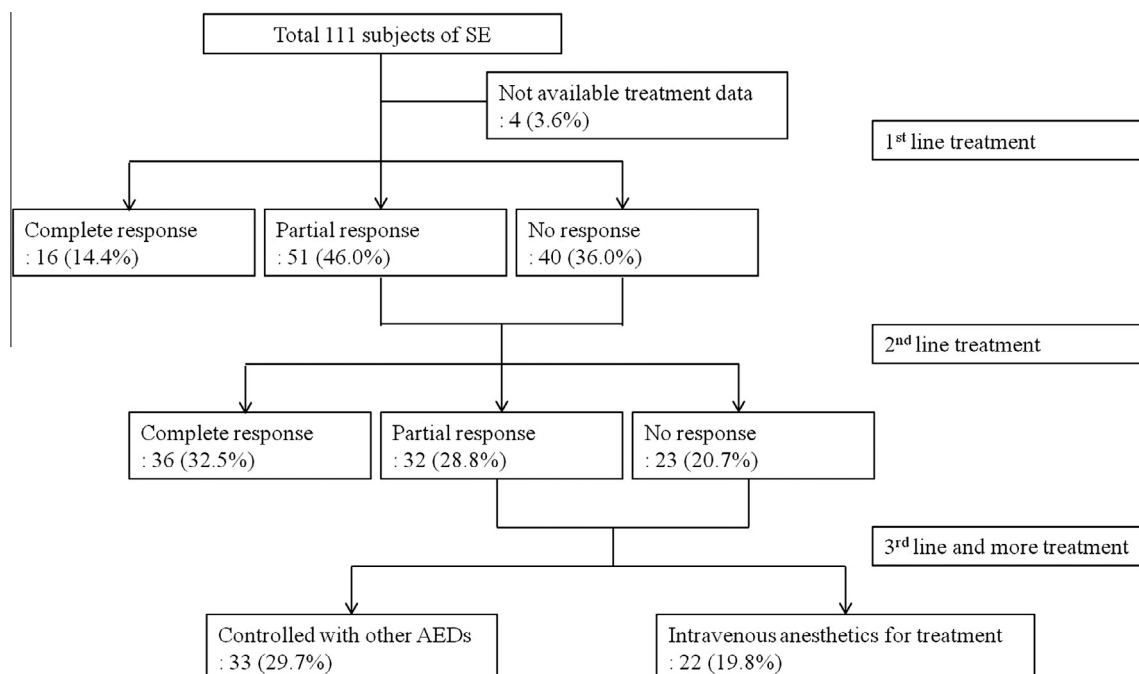 Total 111 subjects of SE
Not available treatment data
: 4 (3.6%)
1st line treatment
Complete response
: 16 (14.4%)
Partial response
: 51 (46.0%)
No response
: 40 (36.0%)
2nd line treatment
Complete response
: 36 (32.5%)
Partial response
: 32 (28.8%)
No response
: 23 (20.7%)
3rd line and more treatment
Controlled with other AEDs
: 33 (29.7%)
Intravenous anesthetics for treatment
: 22 (19.8%)